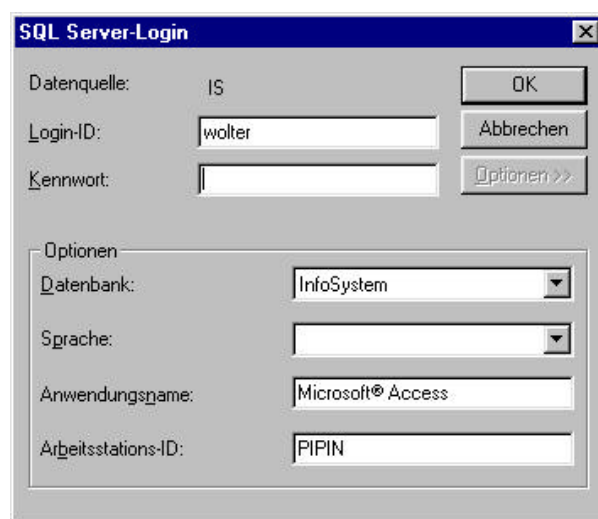 SQL Server-Login
Datenquelle: IS OK
Login-ID: wolter Abbrechen
Kennwort: Optionen >>
Optionen
Datenbank: InfoSystem
Sprache:
Anwendungsname: Microsoft® Access
Arbeitsstations-ID: PIPIN